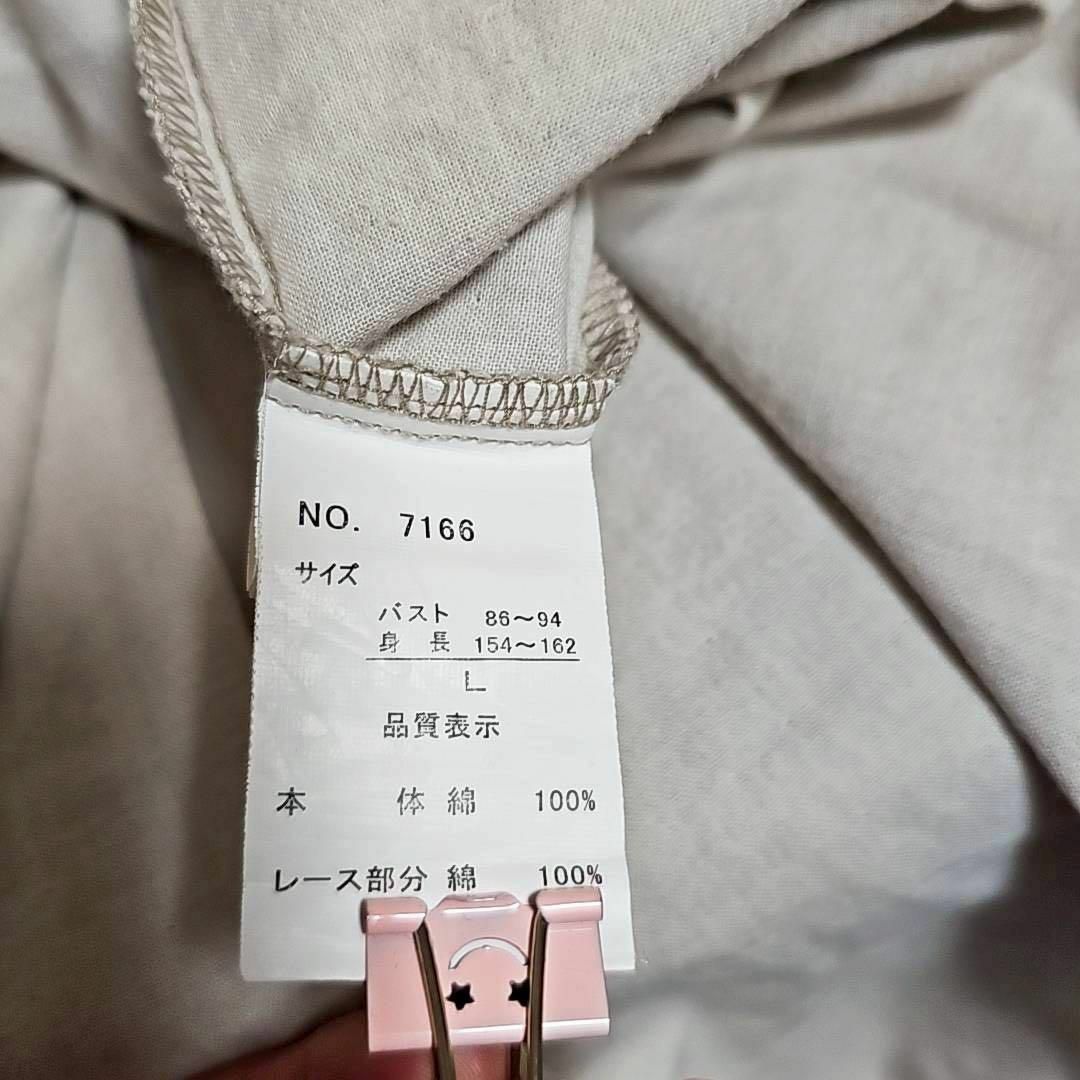 NO. 7166
サイズ
バスト 86〜94
身 長 154〜162
L
品質表示
本 体 綿 100%
レース部分 綿 100%